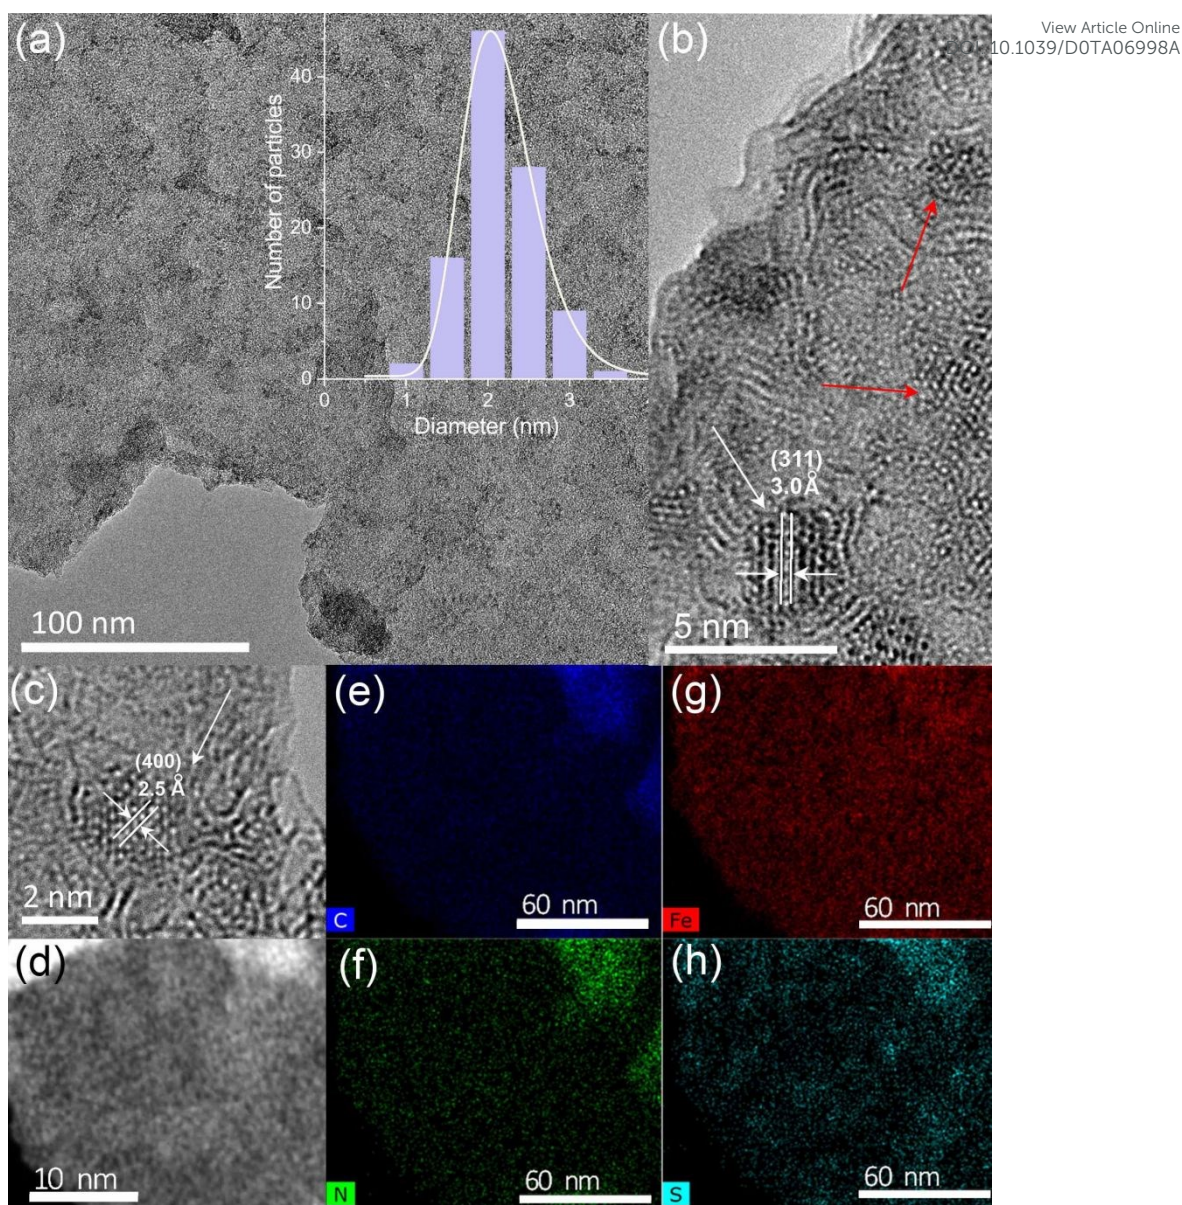 View Article Online
10.1039/D0TA06998A
(a)
Number of particles
40
30
20
10
0
0
1
2
3
Diameter (nm)
100 nm
(b)
(311)
3.0Å
5 nm
(c)
(400)
2.5 Å
2 nm
(e)
C
60 nm
(g)
Fe
60 nm
(d)
10 nm
(f)
N
60 nm
(h)
S
60 nm